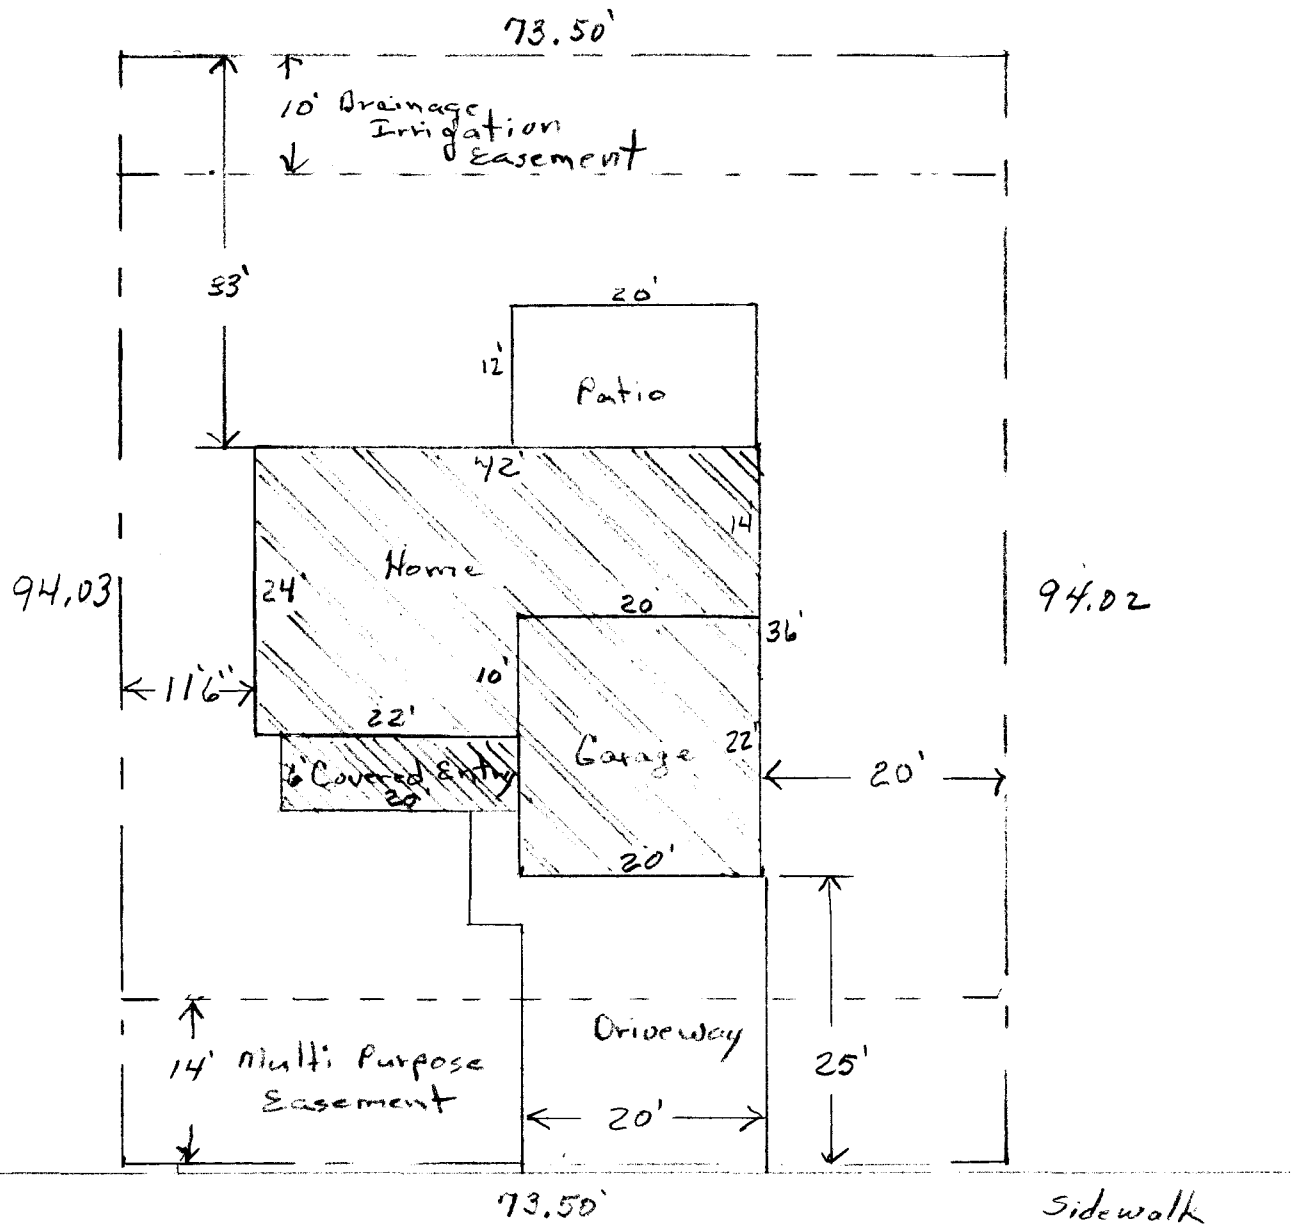 73.50'
10' Drainage
Irrigation
Easement
33'
20'
12'
Patio
42'
14
Home
94.03
24'
20'
36'
94.02
10'
11'6"
22'
22'
Garage
6' Covered Entry
20
20'
20'
Driveway
14' Multi Purpose
Easement
25'
20'
73.50'
Sidewalk